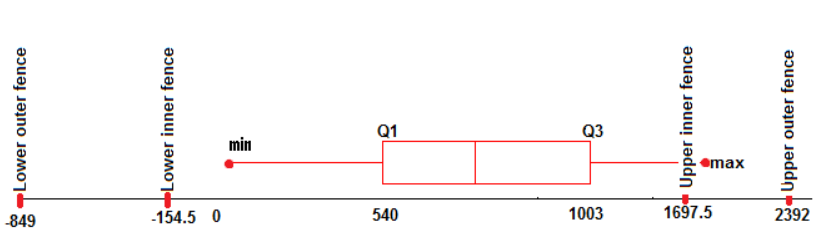 Lower outer fence
Lower inner fence
Upper inner fence
Upper outer fence
min
Q1
Q3
max
-849
-154.5
0
540
1003
1697.5
2392